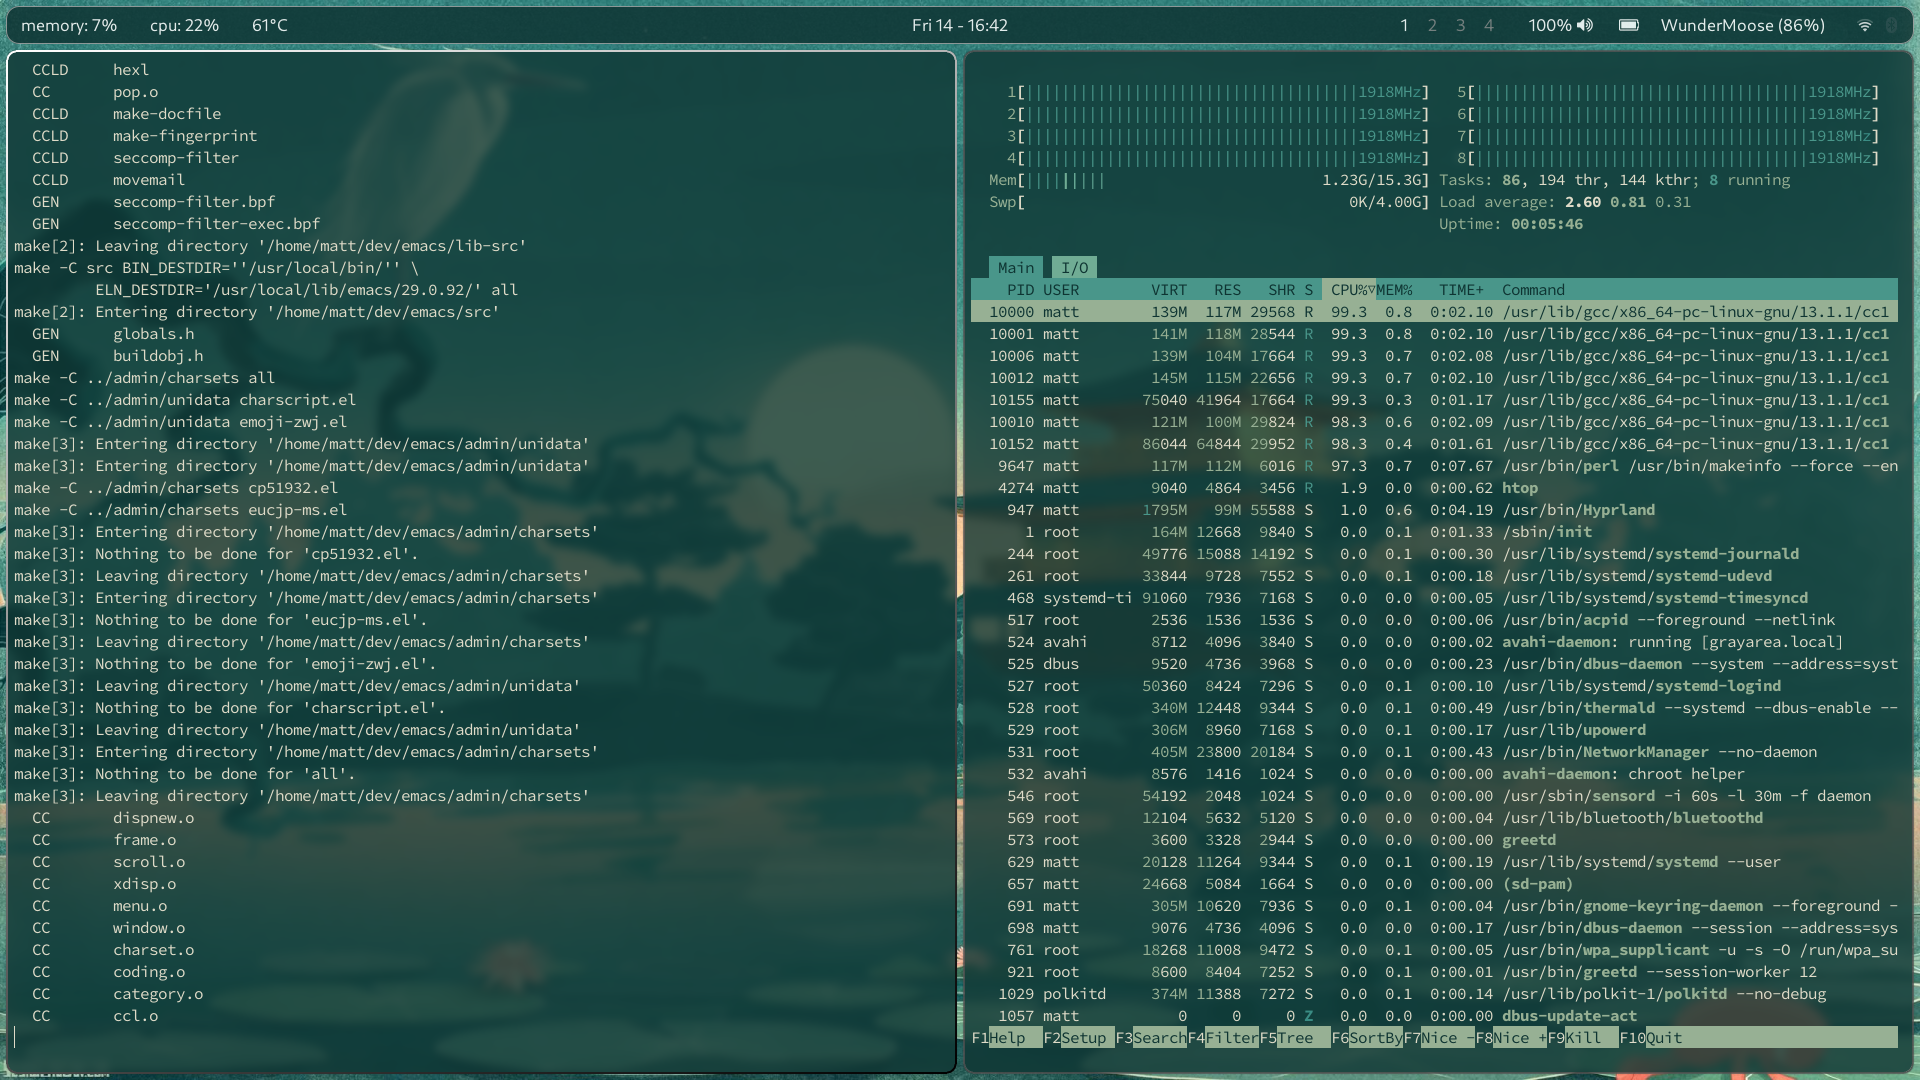 memory: 7% cpu: 22% 61°C Fri 14 - 16:42 1 2 3 4 100% WunderMoose (86%)
CCLD hexl
CC pop.o
CCLD make-docfile
CCLD make-fingerprint
CCLD seccomp-filter
CCLD movemail
GEN seccomp-filter.bpf
GEN seccomp-filter-exec.bpf
make[2]: Leaving directory '/home/matt/dev/emacs/lib-src'
make -C src BIN_DESTDIR=''/usr/local/bin/'' \
ELN_DESTDIR='/usr/local/lib/emacs/29.0.92/' all
make[2]: Entering directory '/home/matt/dev/emacs/src'
GEN globals.h
GEN buildobj.h
make -C ../admin/charsets all
make -C ../admin/unidata charscript.el
make -C ../admin/unidata emoji-zwj.el
make[3]: Entering directory '/home/matt/dev/emacs/admin/unidata'
make[3]: Entering directory '/home/matt/dev/emacs/admin/unidata'
make -C ../admin/charsets cp51932.el
make -C ../admin/charsets eucjp-ms.el
make[3]: Entering directory '/home/matt/dev/emacs/admin/charsets'
make[3]: Nothing to be done for 'cp51932.el'.
make[3]: Leaving directory '/home/matt/dev/emacs/admin/charsets'
make[3]: Entering directory '/home/matt/dev/emacs/admin/charsets'
make[3]: Nothing to be done for 'eucjp-ms.el'.
make[3]: Leaving directory '/home/matt/dev/emacs/admin/charsets'
make[3]: Nothing to be done for 'emoji-zwj.el'.
make[3]: Leaving directory '/home/matt/dev/emacs/admin/unidata'
make[3]: Nothing to be done for 'charscript.el'.
make[3]: Leaving directory '/home/matt/dev/emacs/admin/unidata'
make[3]: Entering directory '/home/matt/dev/emacs/admin/charsets'
make[3]: Nothing to be done for 'all'.
make[3]: Leaving directory '/home/matt/dev/emacs/admin/charsets'
CC dispnew.o
CC frame.o
CC scroll.o
CC xdisp.o
CC menu.o
CC window.o
CC charset.o
CC coding.o
CC category.o
CC ccl.o
1[|||||||||||||||||||||||||||||||||||||1918MHz] 5[|||||||||||||||||||||||||||||||||||||1918MHz]
2[|||||||||||||||||||||||||||||||||||||1918MHz] 6[|||||||||||||||||||||||||||||||||||||1918MHz]
3[|||||||||||||||||||||||||||||||||||||1918MHz] 7[|||||||||||||||||||||||||||||||||||||1918MHz]
4[|||||||||||||||||||||||||||||||||||||1918MHz] 8[|||||||||||||||||||||||||||||||||||||1918MHz]
Mem[||||||||| 1.23G/15.3G] Tasks: 86, 194 thr, 144 kthr; 8 running
Swp[ 0K/4.00G] Load average: 2.60 0.81 0.31
Uptime: 00:05:46
Main I/O
PID USER VIRT RES SHR S CPU%▽MEM% TIME+ Command
10000 matt 139M 117M 29568 R 99.3 0.8 0:02.10 /usr/lib/gcc/x86_64-pc-linux-gnu/13.1.1/cc1
10001 matt 141M 118M 28544 R 99.3 0.8 0:02.10 /usr/lib/gcc/x86_64-pc-linux-gnu/13.1.1/cc1
10006 matt 139M 104M 17664 R 99.3 0.7 0:02.08 /usr/lib/gcc/x86_64-pc-linux-gnu/13.1.1/cc1
10012 matt 145M 115M 22656 R 99.3 0.7 0:02.10 /usr/lib/gcc/x86_64-pc-linux-gnu/13.1.1/cc1
10155 matt 75040 41964 17664 R 99.3 0.3 0:01.17 /usr/lib/gcc/x86_64-pc-linux-gnu/13.1.1/cc1
10010 matt 121M 100M 29824 R 98.3 0.6 0:02.09 /usr/lib/gcc/x86_64-pc-linux-gnu/13.1.1/cc1
10152 matt 86044 64844 29952 R 98.3 0.4 0:01.61 /usr/lib/gcc/x86_64-pc-linux-gnu/13.1.1/cc1
9647 matt 117M 112M 6016 R 97.3 0.7 0:07.67 /usr/bin/perl /usr/bin/makeinfo --force --en
4274 matt 9040 4864 3456 R 1.9 0.0 0:00.62 htop
947 matt 1795M 99M 55588 S 1.0 0.6 0:04.19 /usr/bin/Hyprland
1 root 164M 12668 9840 S 0.0 0.1 0:01.33 /sbin/init
244 root 49776 15088 14192 S 0.0 0.1 0:00.30 /usr/lib/systemd/systemd-journald
261 root 33844 9728 7552 S 0.0 0.1 0:00.18 /usr/lib/systemd/systemd-udevd
468 systemd-ti 91060 7936 7168 S 0.0 0.0 0:00.05 /usr/lib/systemd/systemd-timesyncd
517 root 2536 1536 1536 S 0.0 0.0 0:00.06 /usr/bin/acpid --foreground --netlink
524 avahi 8712 4096 3840 S 0.0 0.0 0:00.02 avahi-daemon: running [grayarea.local]
525 dbus 9520 4736 3968 S 0.0 0.0 0:00.23 /usr/bin/dbus-daemon --system --address=syst
527 root 50360 8424 7296 S 0.0 0.1 0:00.10 /usr/lib/systemd/systemd-logind
528 root 340M 12448 9344 S 0.0 0.1 0:00.49 /usr/bin/thermald --systemd --dbus-enable --
529 root 306M 8960 7168 S 0.0 0.1 0:00.17 /usr/lib/upowerd
531 root 405M 23800 20184 S 0.0 0.1 0:00.43 /usr/bin/NetworkManager --no-daemon
532 avahi 8576 1416 1024 S 0.0 0.0 0:00.00 avahi-daemon: chroot helper
546 root 54192 2048 1024 S 0.0 0.0 0:00.00 /usr/sbin/sensord -i 60s -l 30m -f daemon
569 root 12104 5632 5120 S 0.0 0.0 0:00.04 /usr/lib/bluetooth/bluetoothd
573 root 3600 3328 2944 S 0.0 0.0 0:00.00 greetd
629 matt 20128 11264 9344 S 0.0 0.1 0:00.19 /usr/lib/systemd/systemd --user
657 matt 24668 5084 1664 S 0.0 0.0 0:00.00 (sd-pam)
691 matt 305M 10620 7936 S 0.0 0.1 0:00.04 /usr/bin/gnome-keyring-daemon --foreground -
698 matt 9076 4736 4096 S 0.0 0.0 0:00.17 /usr/bin/dbus-daemon --session --address=sys
761 root 18268 11008 9472 S 0.0 0.1 0:00.05 /usr/bin/wpa_supplicant -u -s -O /run/wpa_su
921 root 8600 8404 7252 S 0.0 0.1 0:00.01 /usr/bin/greetd --session-worker 12
1029 polkitd 374M 11388 7272 S 0.0 0.1 0:00.14 /usr/lib/polkit-1/polkitd --no-debug
1057 matt 0 0 0 Z 0.0 0.0 0:00.00 dbus-update-act
F1Help F2Setup F3SearchF4FilterF5Tree F6SortByF7Nice -F8Nice +F9Kill F10Quit